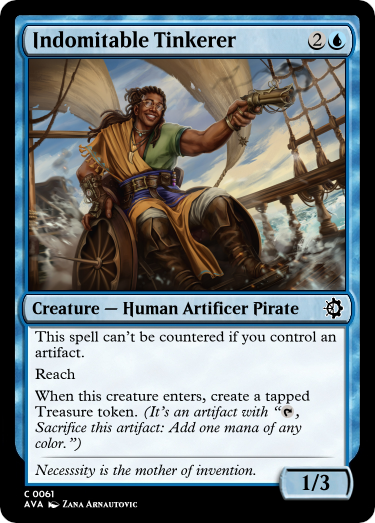 Indomitable Tinkerer 2
Creature — Human Artificer Pirate
This spell can't be countered if you control an
artifact.
Reach
When this creature enters, create a tapped
Treasure token. (It's an artifact with “, 
Sacrifice this artifact: Add one mana of any
color.”)
Necesssity is the mother of invention.
1/3
C 0061
AVA Zana Arnautovic